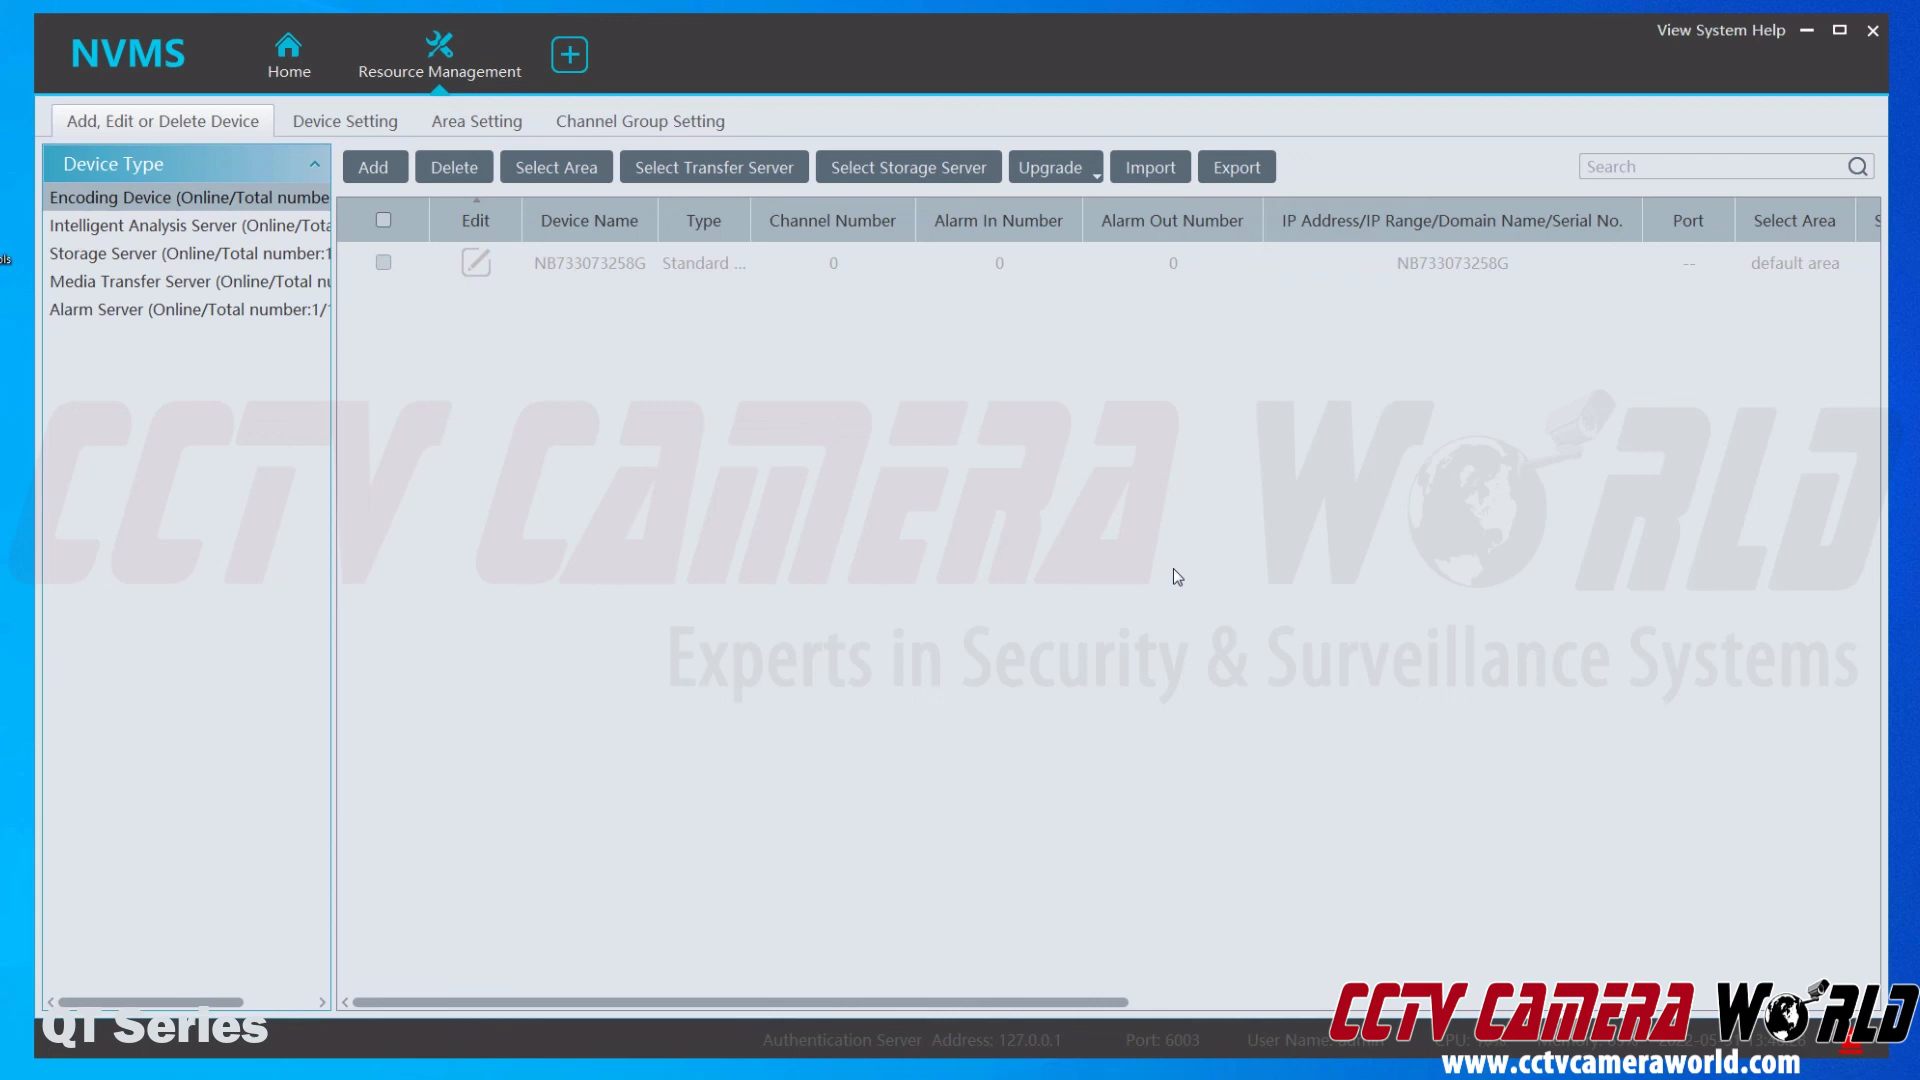 View System Help
NVMS
Home
Resource Management
Add, Edit or Delete Device
Device Setting
Area Setting
Channel Group Setting
Device Type
Add
Delete
Select Area
Select Transfer Server
Select Storage Server
Upgrade
Import
Export
Search
Encoding Device (Online/Total numbe
Intelligent Analysis Server (Online/Tota
Storage Server (Online/Total number:1
Media Transfer Server (Online/Total nu
Alarm Server (Online/Total number:1/
ols
Edit
Device Name
Type
Channel Number
Alarm In Number
Alarm Out Number
IP Address/IP Range/Domain Name/Serial No.
Port
Select Area
NB733073258G
Standard ...
0
0
0
NB733073258G
--
default area
CCTV CAMERA WORLD
Experts in Security & Surveillance Systems
QT Series
Authentication Server Address: 127.0.0.1
Port: 6003
User Name: admin
CCTV CAMERA WORLD
www.cctvcameraworld.com